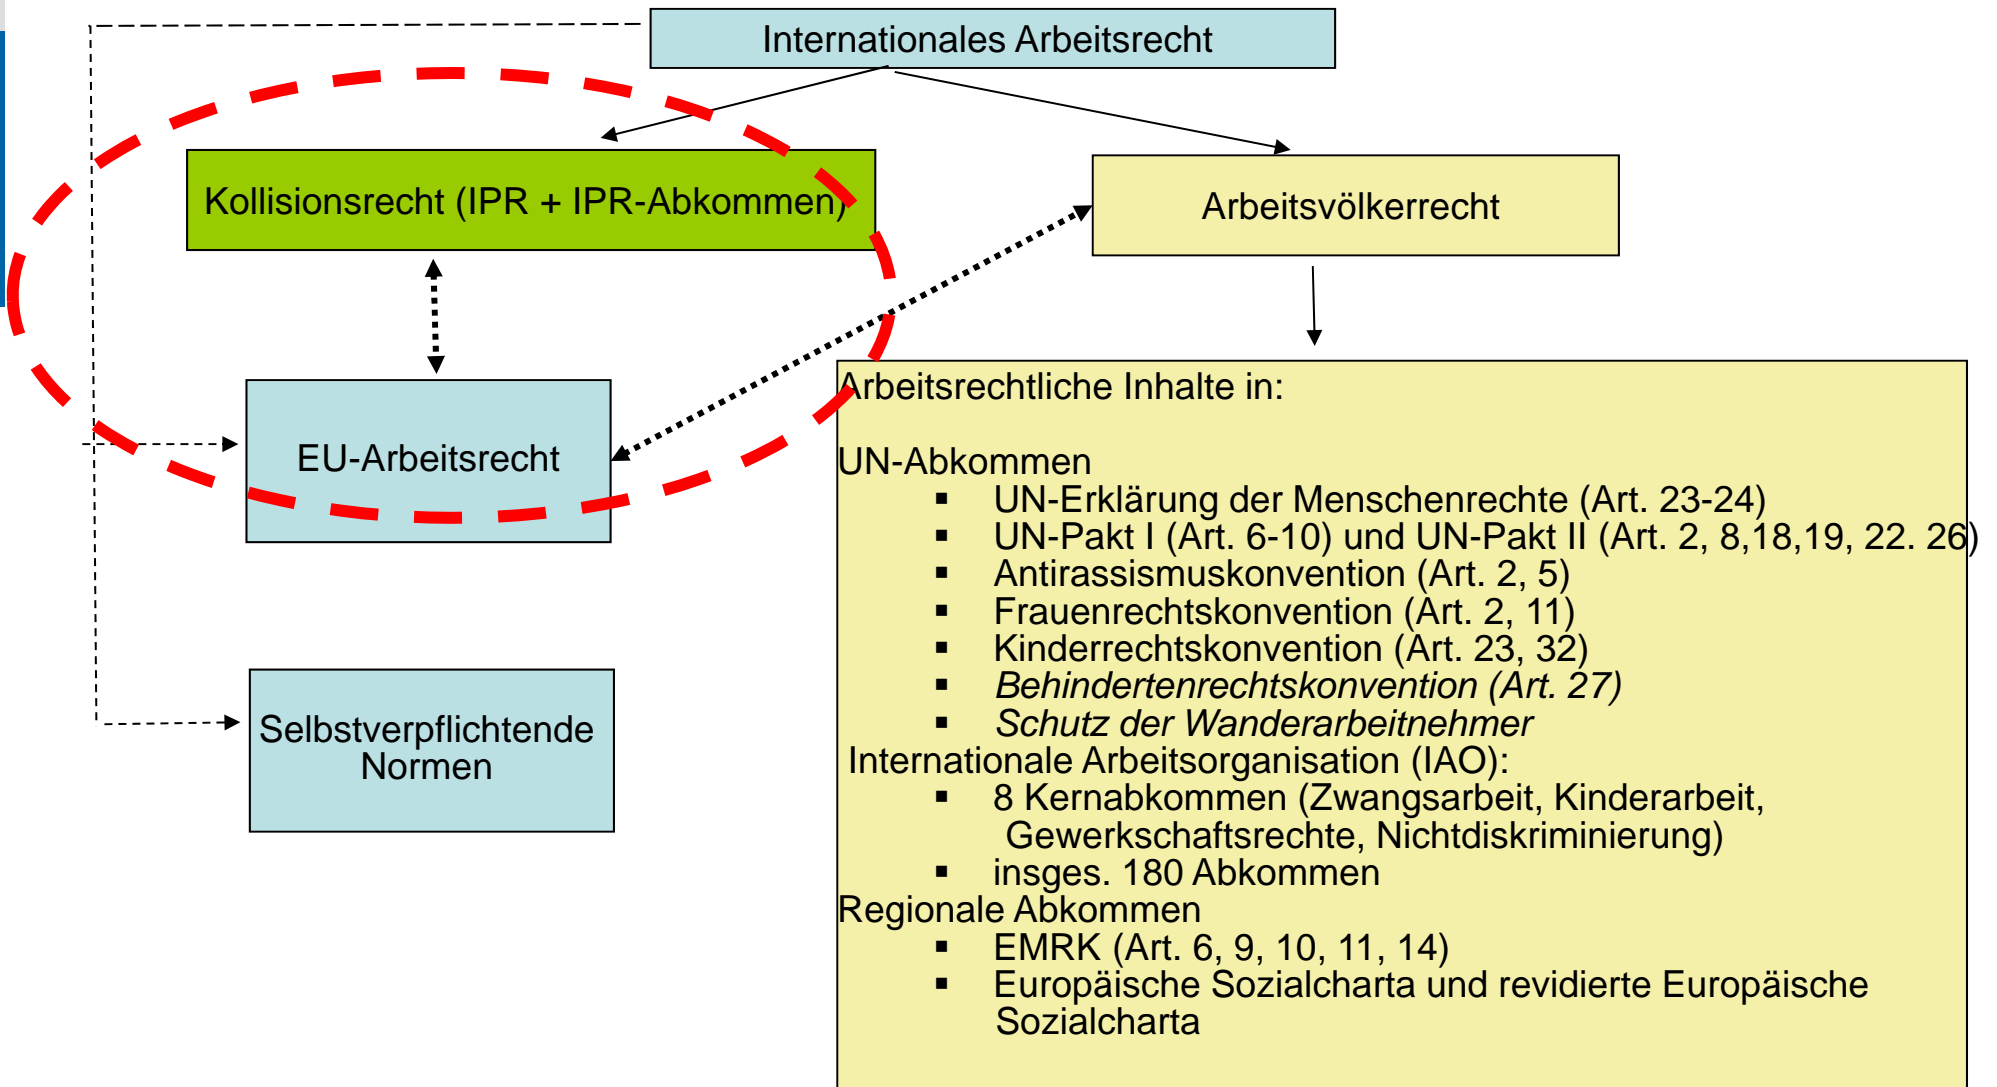 Internationales Arbeitsrecht
Kollisionsrecht (IPR + IPR-Abkommen)
Arbeitsvölkerrecht
EU-Arbeitsrecht
Selbstverpflichtende
Normen
Arbeitsrechtliche Inhalte in:
UN-Abkommen
▪ UN-Erklärung der Menschenrechte (Art. 23-24)
▪ UN-Pakt I (Art. 6-10) und UN-Pakt II (Art. 2, 8,18,19, 22. 26)
▪ Antirassismuskonvention (Art. 2, 5)
▪ Frauenrechtskonvention (Art. 2, 11)
▪ Kinderrechtskonvention (Art. 23, 32)
▪ Behindertenrechtskonvention (Art. 27)
▪ Schutz der Wanderarbeitnehmer
Internationale Arbeitsorganisation (IAO):
▪ 8 Kernabkommen (Zwangsarbeit, Kinderarbeit,
Gewerkschaftsrechte, Nichtdiskriminierung)
▪ insges. 180 Abkommen
Regionale Abkommen
▪ EMRK (Art. 6, 9, 10, 11, 14)
▪ Europäische Sozialcharta und revidierte Europäische
Sozialcharta